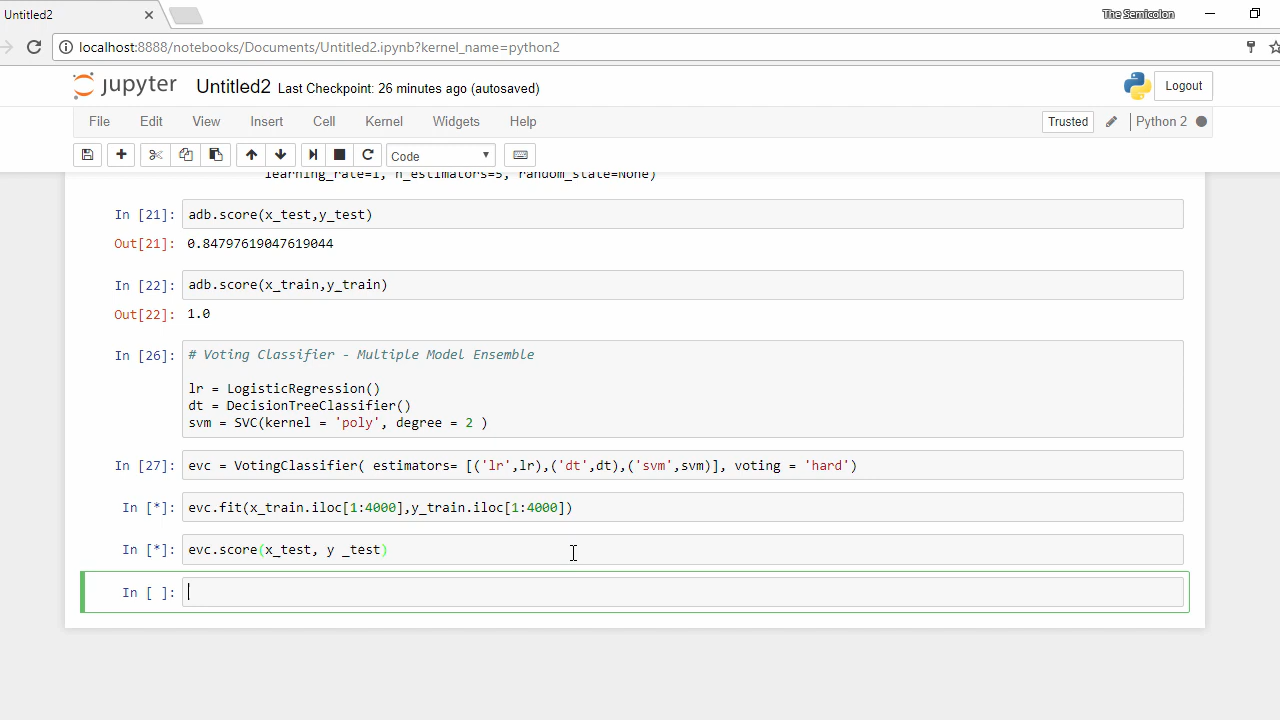 Untitled2
The Semicolon
localhost:8888/notebooks/Documents/Untitled2.ipynb?kernel_name=python2
jupyter Untitled2 Last Checkpoint: 26 minutes ago (autosaved)
Logout
File Edit View Insert Cell Kernel Widgets Help
Trusted Python 2
Code
learning_rate=1, n_estimators=5, random_state=None)
In [21]: adb.score(x_test,y_test)
Out[21]: 0.84797619047619044
In [22]: adb.score(x_train,y_train)
Out[22]: 1.0
In [26]: # Voting Classifier - Multiple Model Ensemble
lr = LogisticRegression()
dt = DecisionTreeClassifier()
svm = SVC(kernel = 'poly', degree = 2 )
In [27]: evc = VotingClassifier( estimators= [('lr',lr),('dt',dt),('svm',svm)], voting = 'hard')
In [*]: evc.fit(x_train.iloc[1:4000],y_train.iloc[1:4000])
In [*]: evc.score(x_test, y _test)
In [ ]: